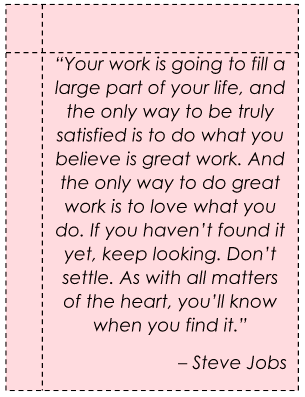 “Your work is going to fill a
large part of your life, and
the only way to be truly
satisfied is to do what you
believe is great work. And
the only way to do great
work is to love what you
do. If you haven’t found it
yet, keep looking. Don’t
settle. As with all matters
of the heart, you’ll know
when you find it.”
– Steve Jobs